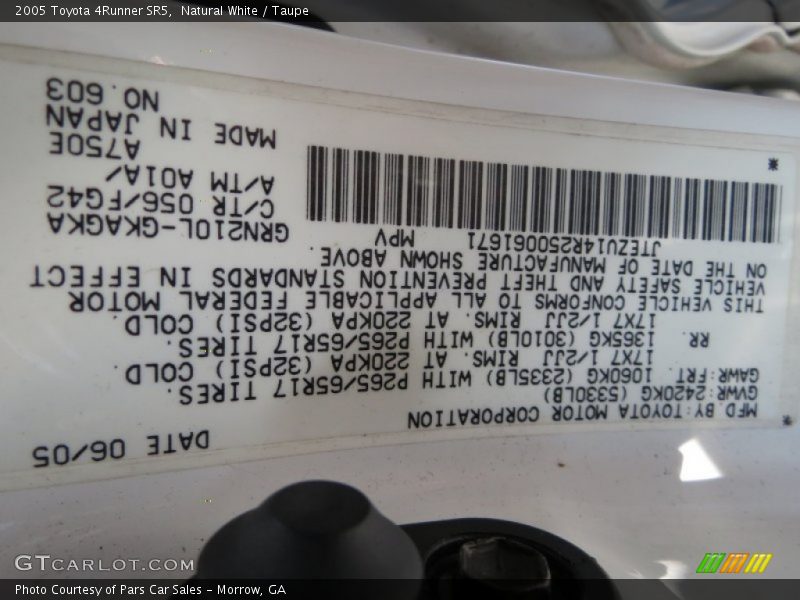 2005 Toyota 4Runner SR5, Natural White / Taupe
MFD.BY:TOYOTA MOTOR CORPORATION DATE 06/05
GVWR:2420KG (5330LB)
GAWR:FRT. 1060KG (2335LB) WITH P265/65R17 TIRES.
17X7 1/2JJ RIMS. AT 220KPA (32PSI) COLD.
RR. 1365KG (3010LB) WITH P265/65R17 TIRES.
17X7 1/2JJ RIMS. AT 220KPA (32PSI) COLD.
THIS VEHICLE CONFORMS TO ALL APPLICABLE FEDERAL MOTOR
VEHICLE SAFETY AND THEFT PREVENTION STANDARDS IN EFFECT
ON THE DATE OF MANUFACTURE SHOWN ABOVE.
JTEZU14R250061671 MPV
GRN210L-GKAGKA
C/TR 056/FG42
A/TM A01A/
A750E
MADE IN JAPAN
NO.603
GTCARLOT.COM
Photo Courtesy of Pars Car Sales - Morrow, GA